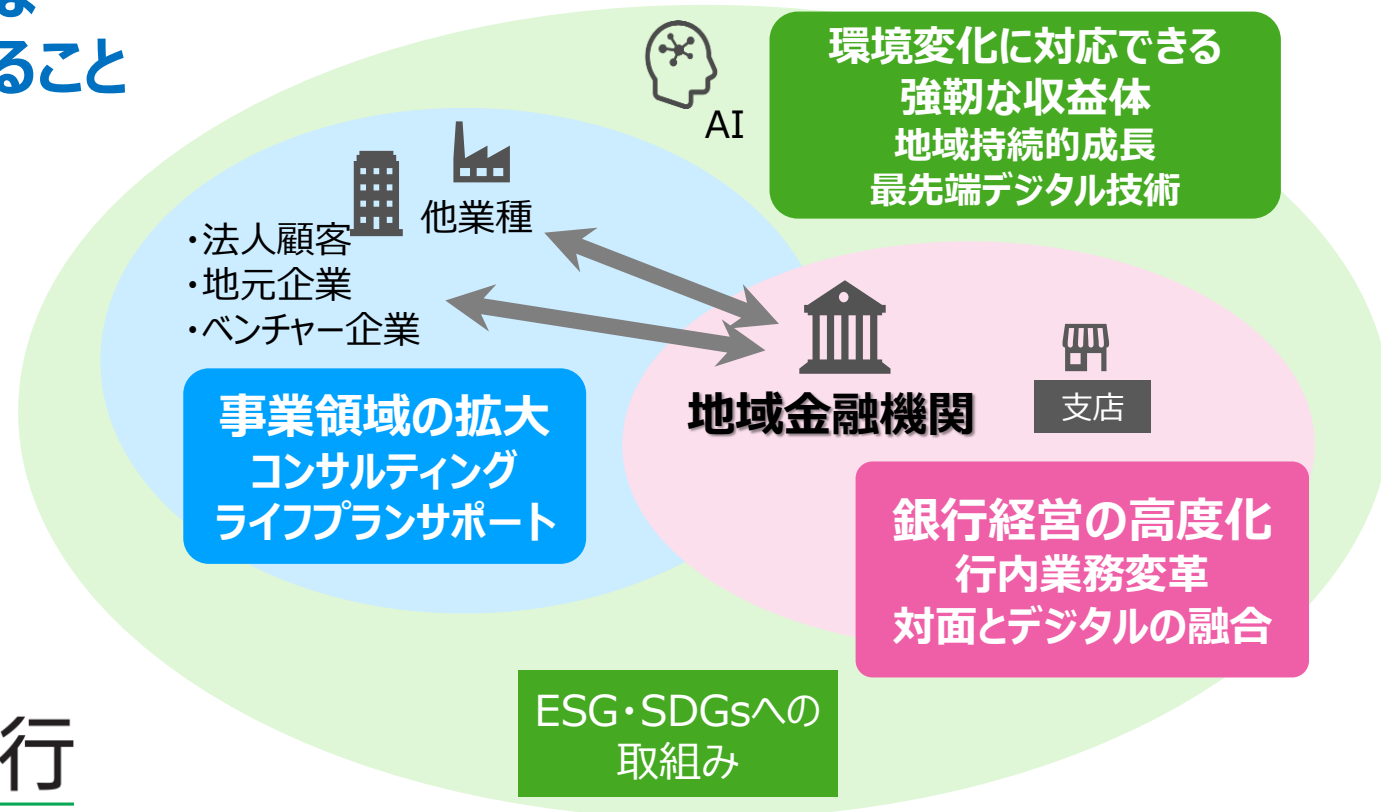 ること
環境変化に対応できる
強靭な収益体
地域持続的成長
最先端デジタル技術
AI
他業種
・法人顧客
・地元企業
・ベンチャー企業
地域金融機関
支店
事業領域の拡大
コンサルティング
ライフプランサポート
銀行経営の高度化
行内業務変革
対面とデジタルの融合
ESG・SDGsへの
取組み
行